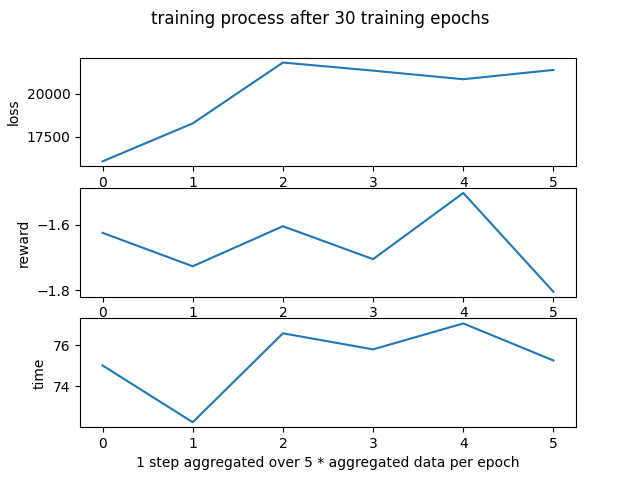 training process after 30 training epochs
loss
20000
17500
0 1 2 3 4 5
reward
−1.6
−1.8
0 1 2 3 4 5
time
76
74
0 1 2 3 4 5
1 step aggregated over 5 * aggregated data per epoch